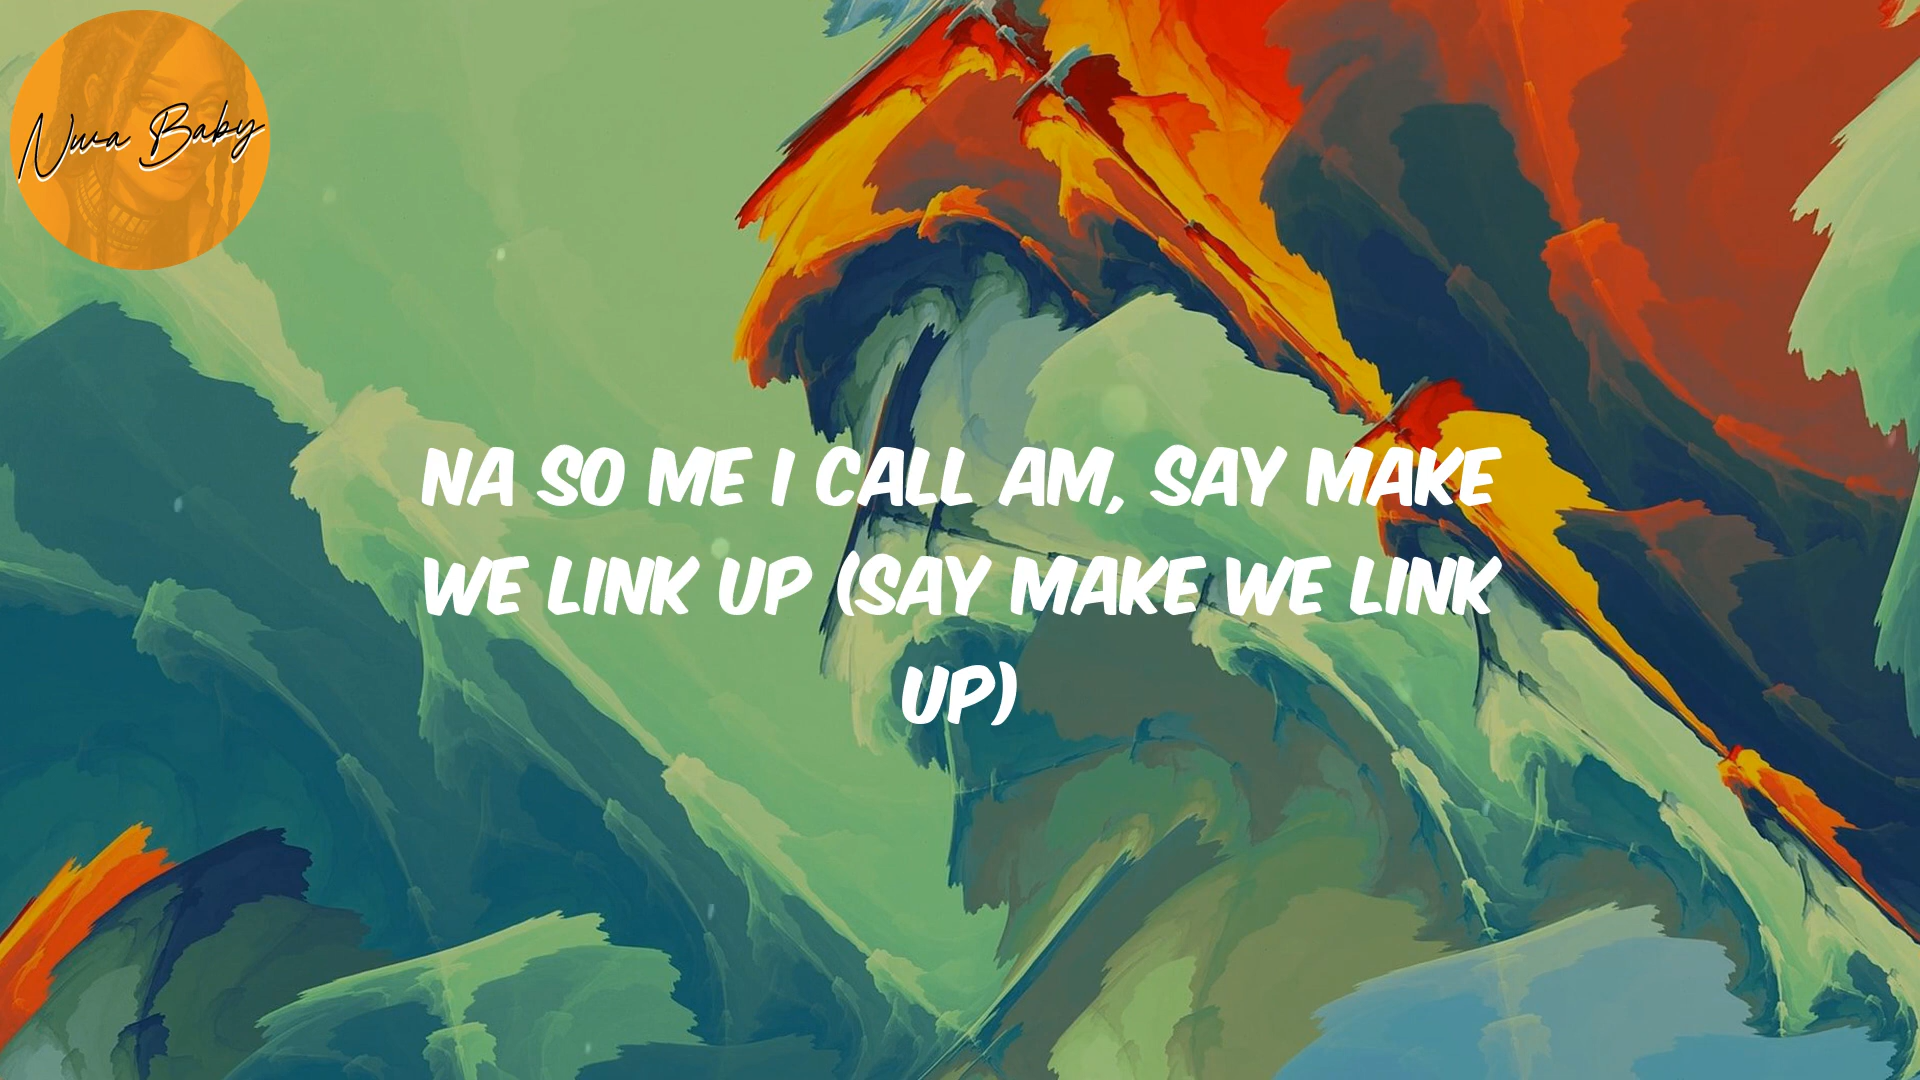 Nwa Baby
NA SO ME I CALL AM, SAY MAKE
WE LINK UP (SAY MAKE WE LINK
UP)